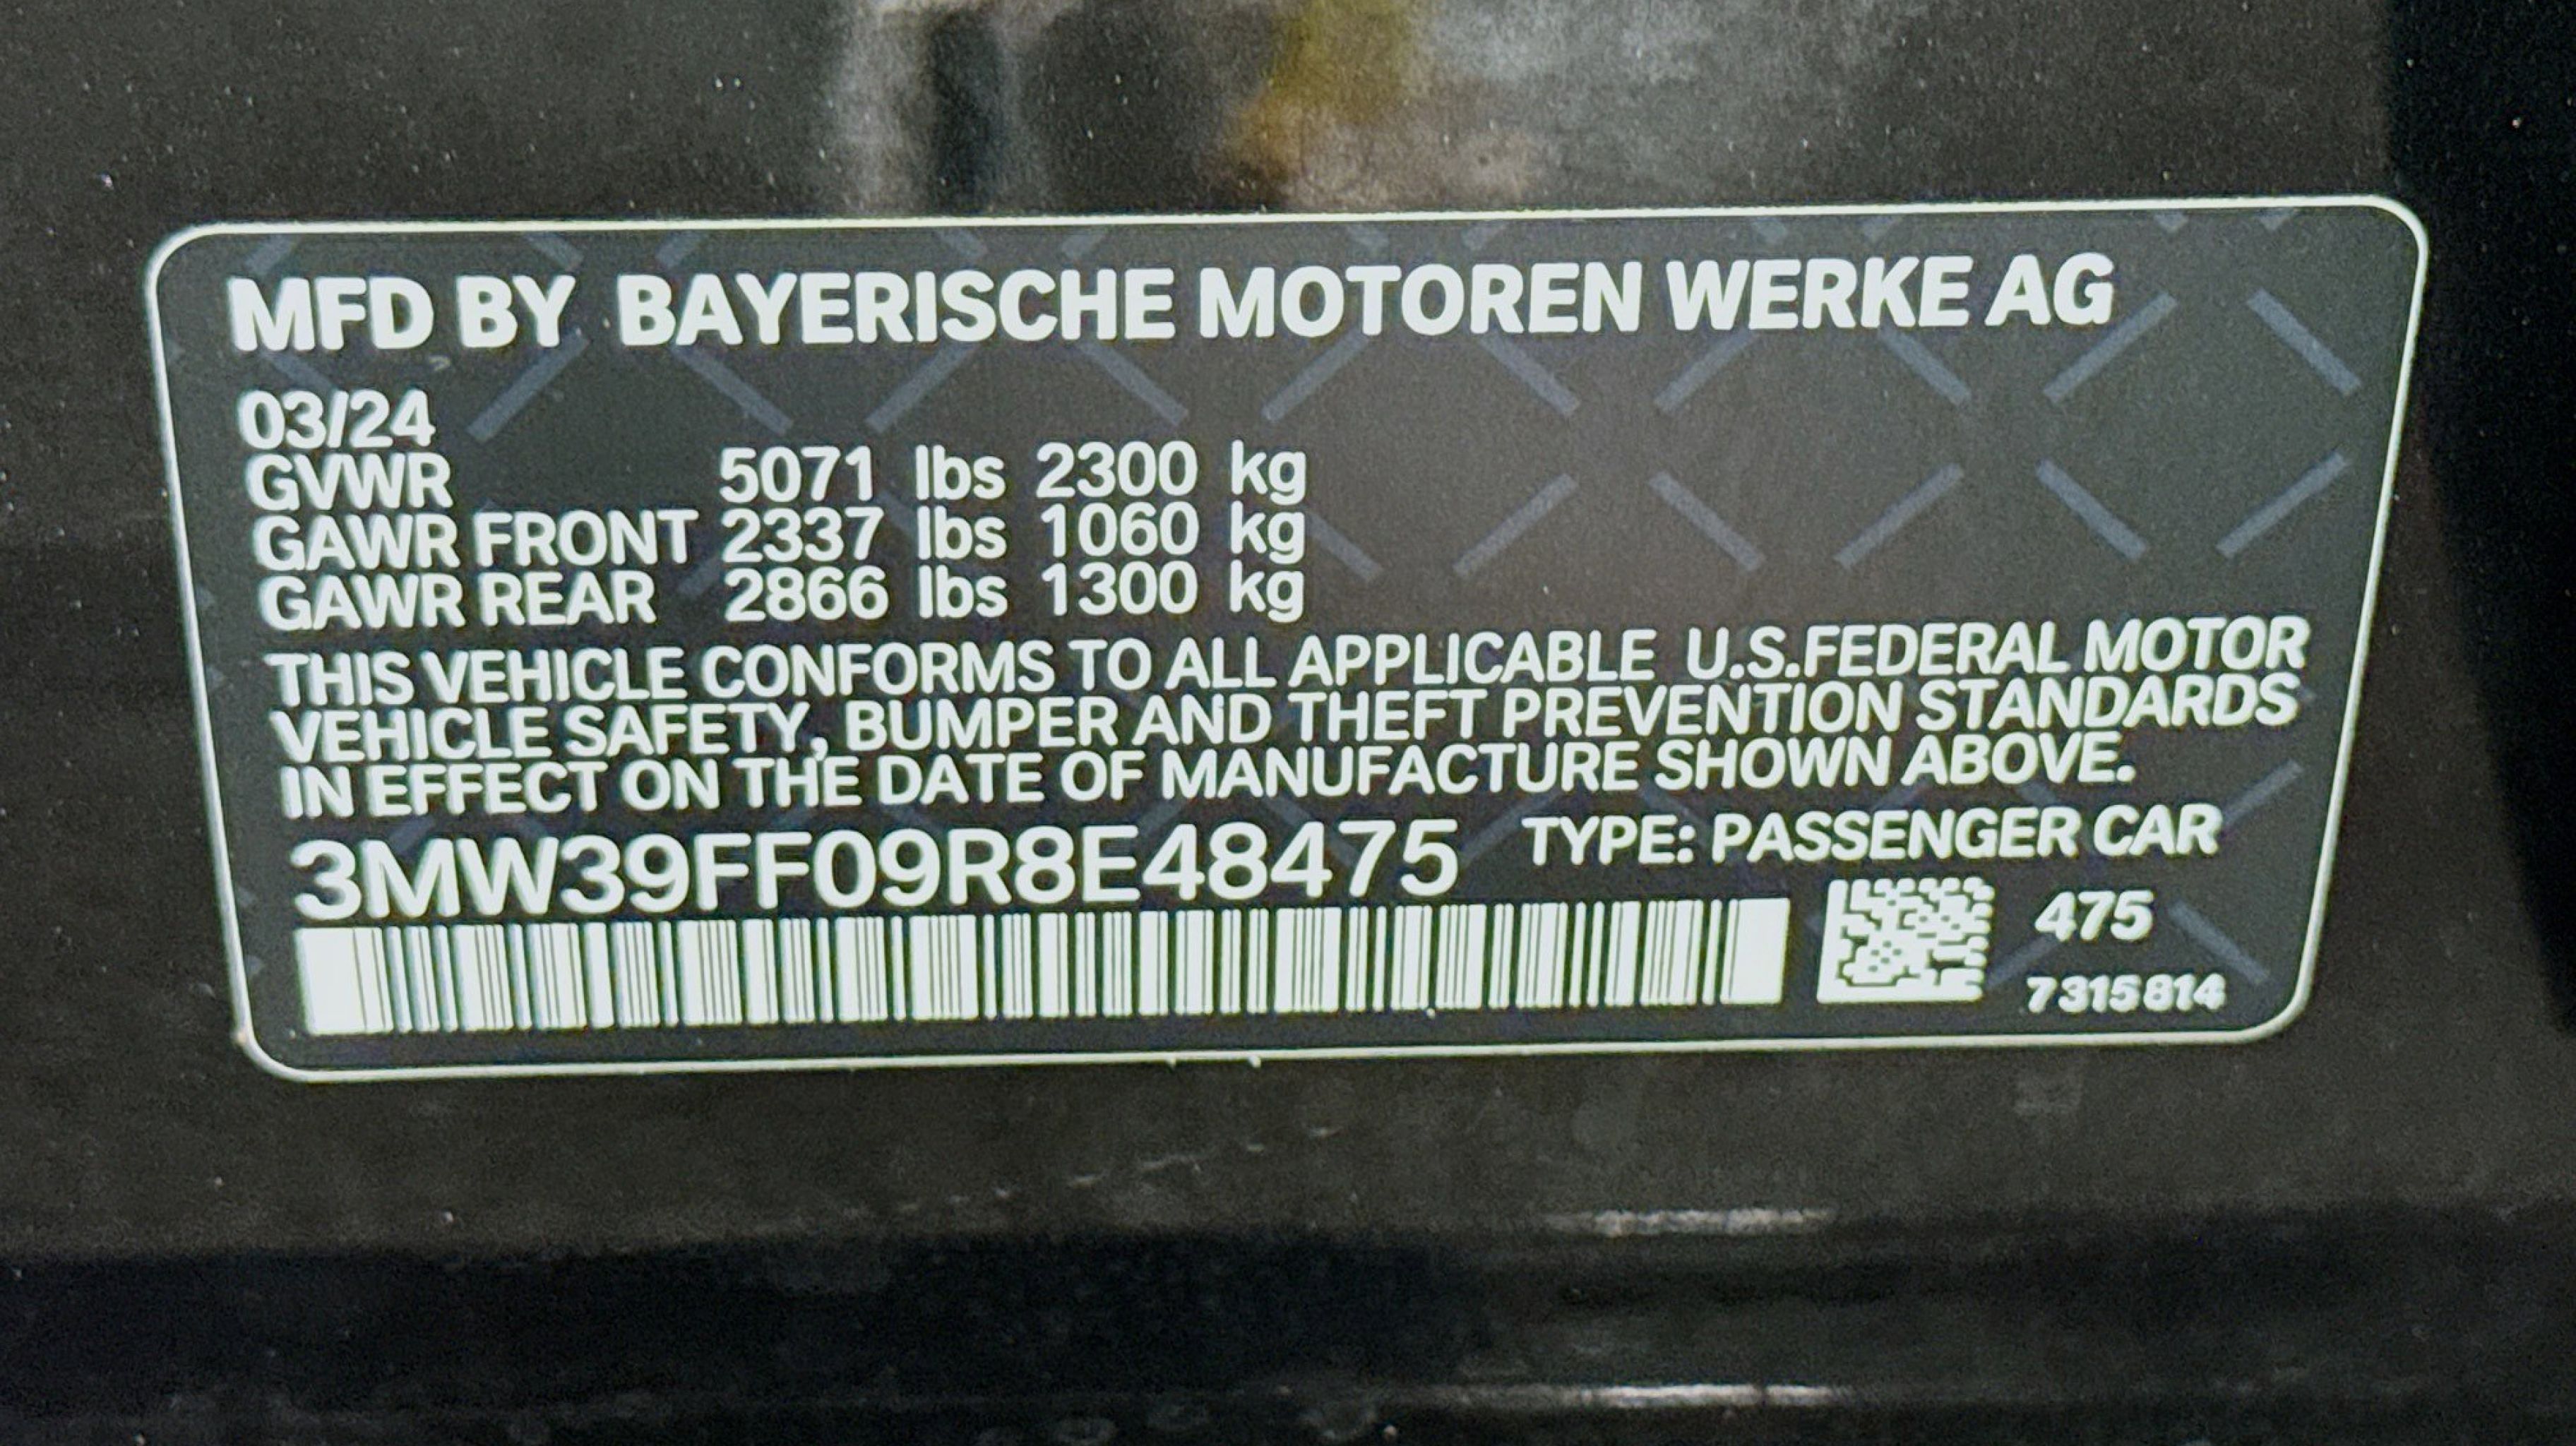 MFD BY BAYERISCHE MOTOREN WERKE AG
03/24
GVWR 5071 lbs 2300 kg
GAWR FRONT 2337 lbs 1060 kg
GAWR REAR 2866 lbs 1300 kg
THIS VEHICLE CONFORMS TO ALL APPLICABLE U.S.FEDERAL MOTOR
VEHICLE SAFETY, BUMPER AND THEFT PREVENTION STANDARDS
IN EFFECT ON THE DATE OF MANUFACTURE SHOWN ABOVE.
3MW39FF09R8E48475 TYPE: PASSENGER CAR
475
7315814